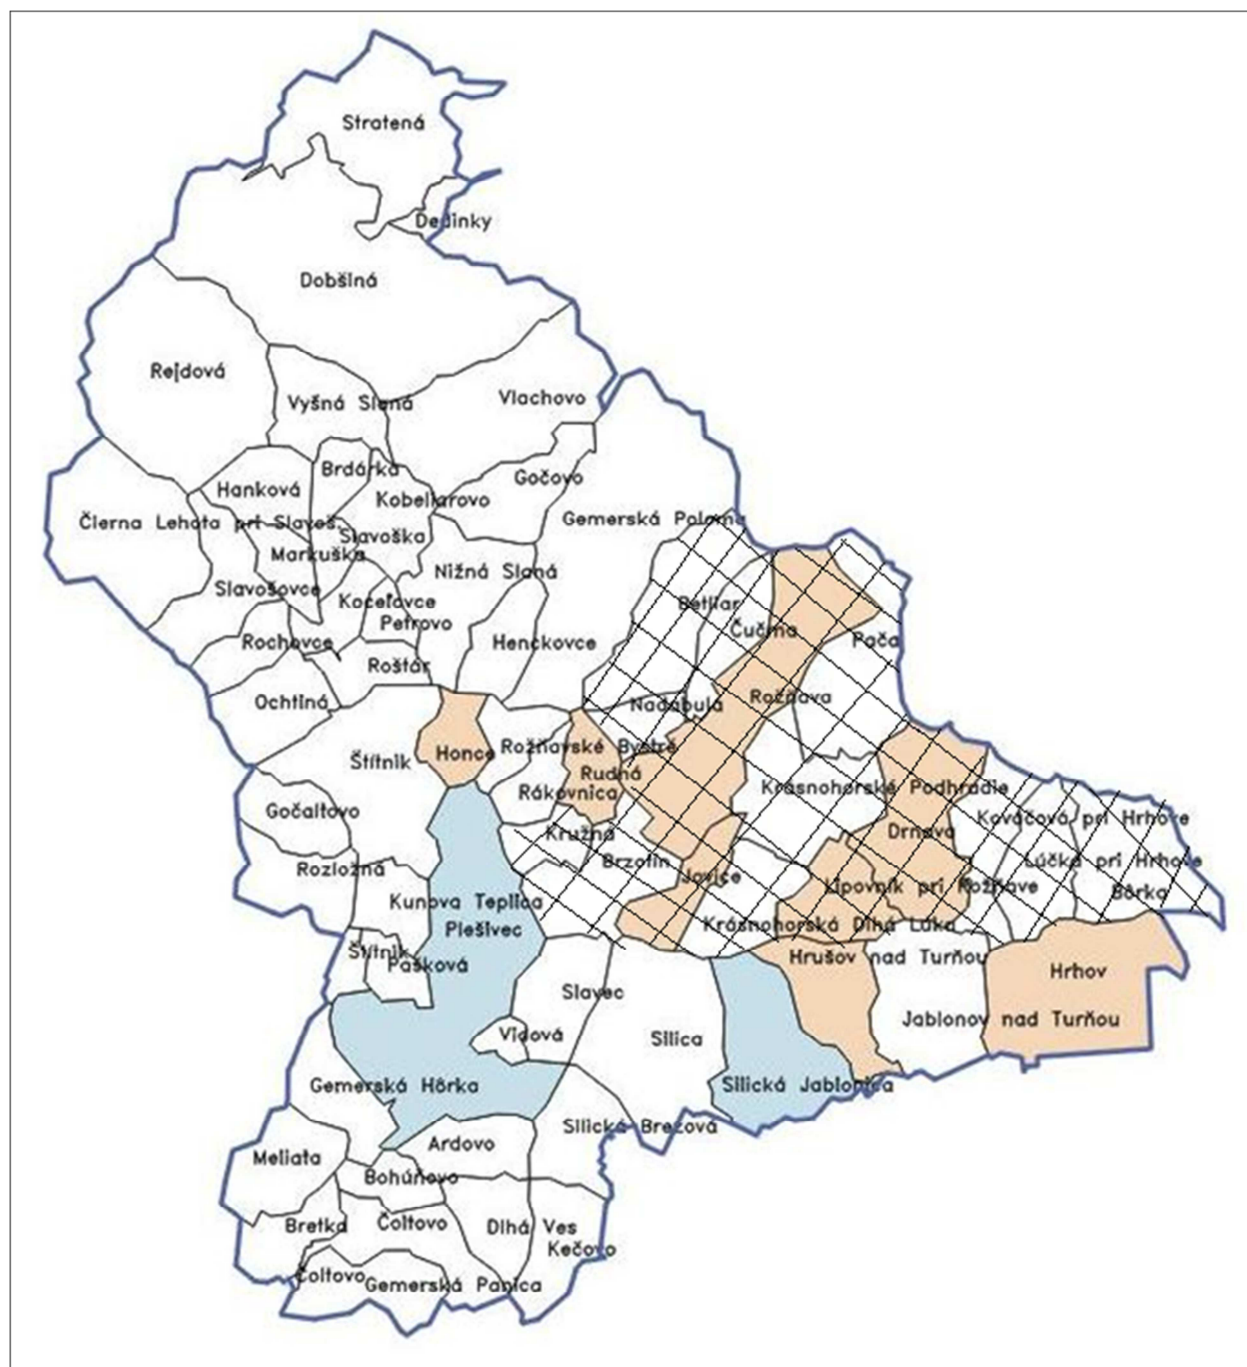 Stratená
Dedinky
Dobšiná
Rejdová
Vyšná Slaná
Vlachovo
Brdárka
Gočovo
Hanková
Kobeliarovo
Čierna Lehota pri Slavoš.
Gemerská Poloma
Slavoška
Markuška
Nižná Slaná
Slavošovce
Koceľovce
Betliar
Petrovo
Čučma
Rochovce
Henckovce
Pača
Roštár
Ochtiná
Nadabula
Rožňava
Rožňavské Bystré
Honce
Štítnik
Rudná
Rákovnica
Krásnohorské Podhradie
Gočaltovo
Kováčová pri Hrhove
Kružná
Drnava
Brzotín
Lúčka pri Hrhove
Rozložná
Jovice
Lipovník pri Rožňave
Bôrka
Kunova Teplica
Krásnohorská Dlhá Lúka
Plešivec
Štítnik
Pašková
Hrušov nad Turňou
Hrhov
Slavec
Jablonov nad Turňou
Vidová
Silica
Gemerská Hôrka
Silická Jablonica
Silická Brezová
Ardovo
Meliata
Bohúňovo
Bretka
Čoltovo
Dlhá Ves
Kečovo
Čoltovo
Gemerská Panica